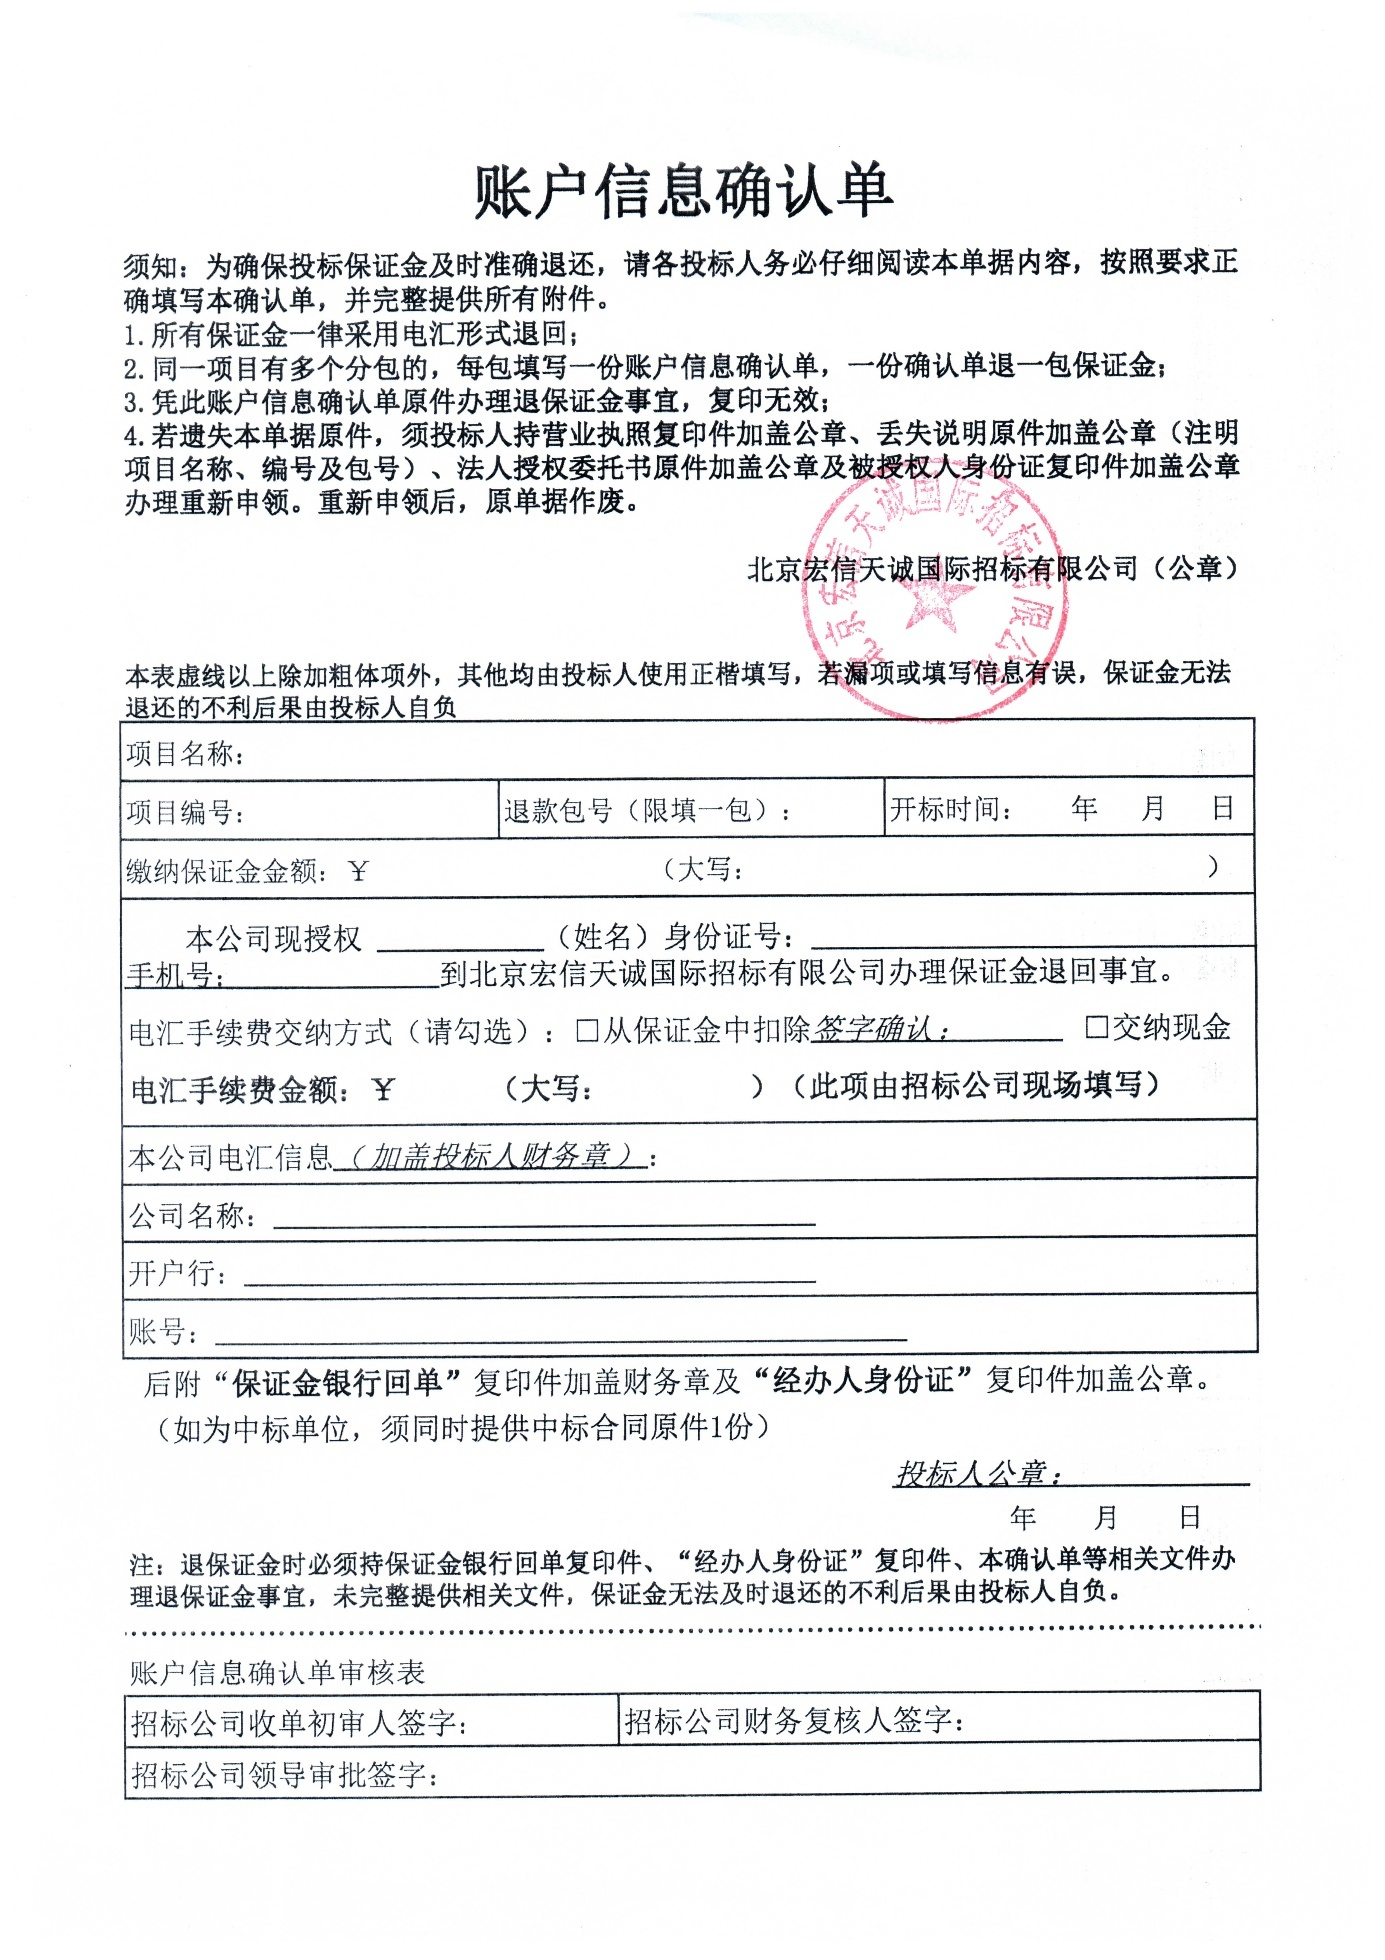 账户信息确认单
须知：为确保投标保证金及时准确退还，请各投标人务必仔细阅读本单据内容，按照要求正
确填写本确认单，并完整提供所有附件。
1.所有保证金一律采用电汇形式退回；
2.同一项目有多个分包的，每包填写一份账户信息确认单，一份确认单退一包保证金；
3.凭此账户信息确认单原件办理退保证金事宜，复印无效；
4.若遗失本单据原件，须投标人持营业执照复印件加盖公章、丢失说明原件加盖公章（注明
项目名称、编号及包号）、法人授权委托书原件加盖公章及被授权人身份证复印件加盖公章
办理重新申领。重新申领后，原单据作废。
北京宏信天诚国际招标有限公司
北京宏信天诚国际招标有限公司（公章）
本表虚线以上除加粗体项外，其他均由投标人使用正楷填写，若漏项或填写信息有误，保证金无法
退还的不利后果由投标人自负
项目名称：
项目编号： 退款包号（限填一包）： 开标时间： 年 月 日
缴纳保证金金额：￥ （大写： ）
本公司现授权 （姓名）身份证号：
手机号： 到北京宏信天诚国际招标有限公司办理保证金退回事宜。
电汇手续费交纳方式（请勾选）：□从保证金中扣除签字确认： □交纳现金
电汇手续费金额：￥ （大写： ）（此项由招标公司现场填写）
本公司电汇信息（加盖投标人财务章）：
公司名称：
开户行：
账号：
后附“保证金银行回单”复印件加盖财务章及“经办人身份证”复印件加盖公章。
（如为中标单位，须同时提供中标合同原件1份）
投标人公章：
年 月 日
注：退保证金时必须持保证金银行回单复印件、“经办人身份证”复印件、本确认单等相关文件办
理退保证金事宜，未完整提供相关文件，保证金无法及时退还的不利后果由投标人自负。
账户信息确认单审核表
招标公司收单初审人签字： 招标公司财务复核人签字：
招标公司领导审批签字：